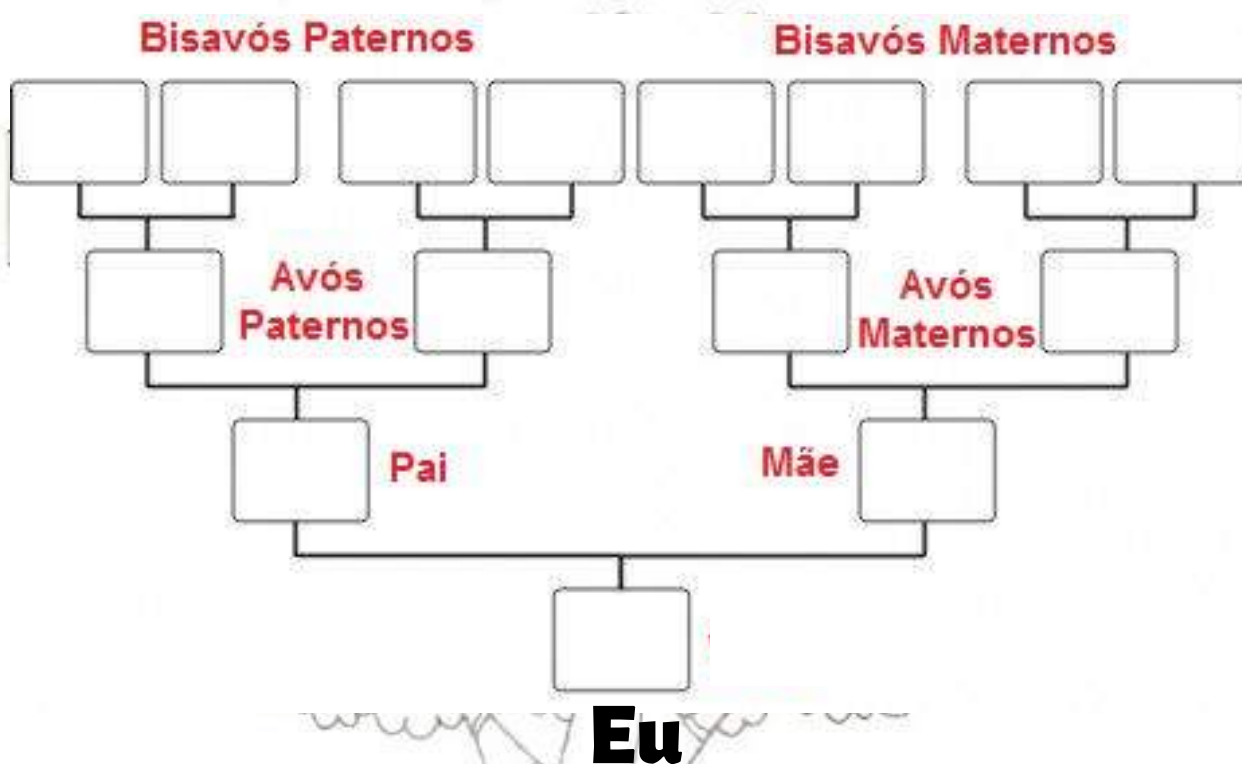 Bisavós Paternos
Bisavós Maternos
Avós
Paternos
Avós
Maternos
Pai
Mãe
Eu